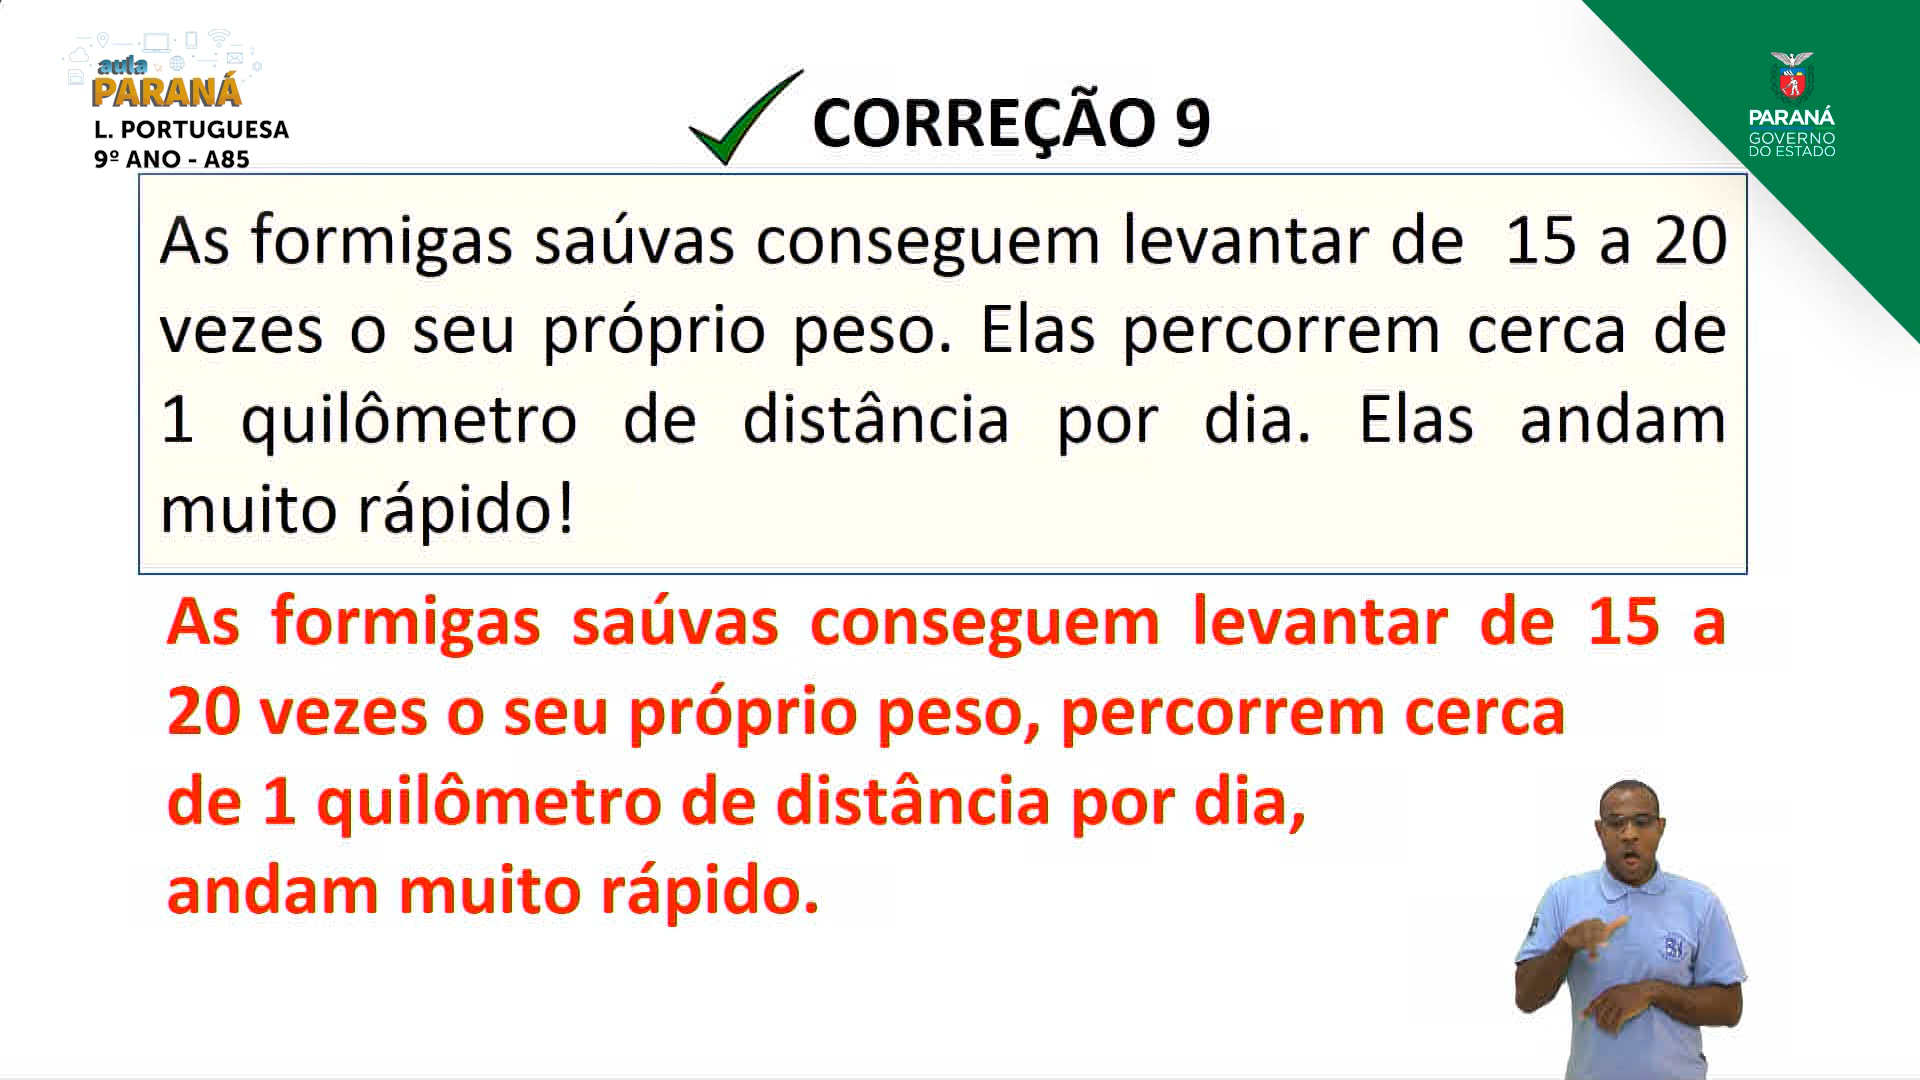 aula
PARANÁ
L. PORTUGUESA
9º ANO - A85
CORREÇÃO 9
PARANÁ
GOVERNO
DO ESTADO
As formigas saúvas conseguem levantar de 15 a 20
vezes o seu próprio peso. Elas percorrem cerca de
1 quilômetro de distância por dia. Elas andam
muito rápido!
As formigas saúvas conseguem levantar de 15 a
20 vezes o seu próprio peso, percorrem cerca
de 1 quilômetro de distância por dia,
andam muito rápido.